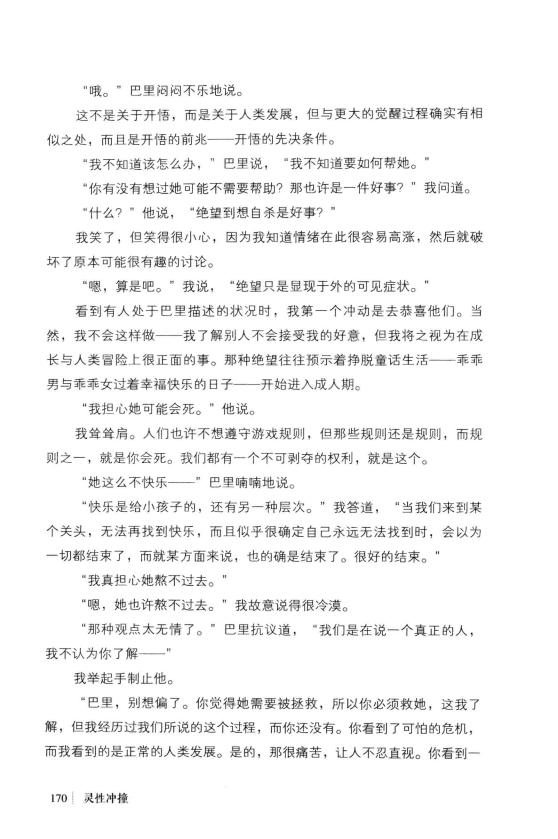 “哦。”巴里闷闷不乐地说。
这不是关于开悟，而是关于人类发展，但与更大的觉醒过程确实有相
似之处，而且是开悟的前兆——开悟的先决条件。
“我不知道该怎么办，”巴里说，“我不知道要如何帮她。”
“你有没有想过她可能不需要帮助？那也许是一件好事？”我问道。
“什么？”他说，“绝望到想自杀是好事？”
我笑了，但笑得很小心，因为我知道情绪在此很容易高涨，然后就破
坏了原本可能很有趣的讨论。
“嗯，算是吧。”我说，“绝望只是显现于外的可见症状。”
看到有人处于巴里描述的状况时，我第一个冲动是去恭喜他们。当
然，我不会这样做——我了解别人不会接受我的好意，但我将之视为在成
长与人类冒险上很正面的事。那种绝望往往预示着挣脱童话生活——乖乖
男与乖乖女过着幸福快乐的日子——开始进入成人期。
“我担心她可能会死。”他说。
我耸耸肩。人们也许不想遵守游戏规则，但那些规则还是规则，而规
则之一，就是你会死。我们都有一个不可剥夺的权利，就是这个。
“她这么不快乐——”巴里喃喃地说。
“快乐是给小孩子的，还有另一种层次。”我答道，“当我们来到某
个关头，无法再找到快乐，而且似乎很确定自己永远无法找到时，会以为
一切都结束了，而就某方面来说，也的确是结束了。很好的结束。”
“我真担心她熬不过去。”
“嗯，她也许熬不过去。”我故意说得很冷漠。
“那种观点太无情了。”巴里抗议道，“我们是在说一个真正的人，
我不认为你了解——”
我举起手制止他。
“巴里，别想偏了。你觉得她需要被拯救，所以你必须救她，这我了
解，但我经历过我们所说的这个过程，而你还没有。你看到了可怕的危机，
而我看到的是正常的人类发展。是的，那很痛苦，让人不忍直视。你看到一
170 灵性冲撞